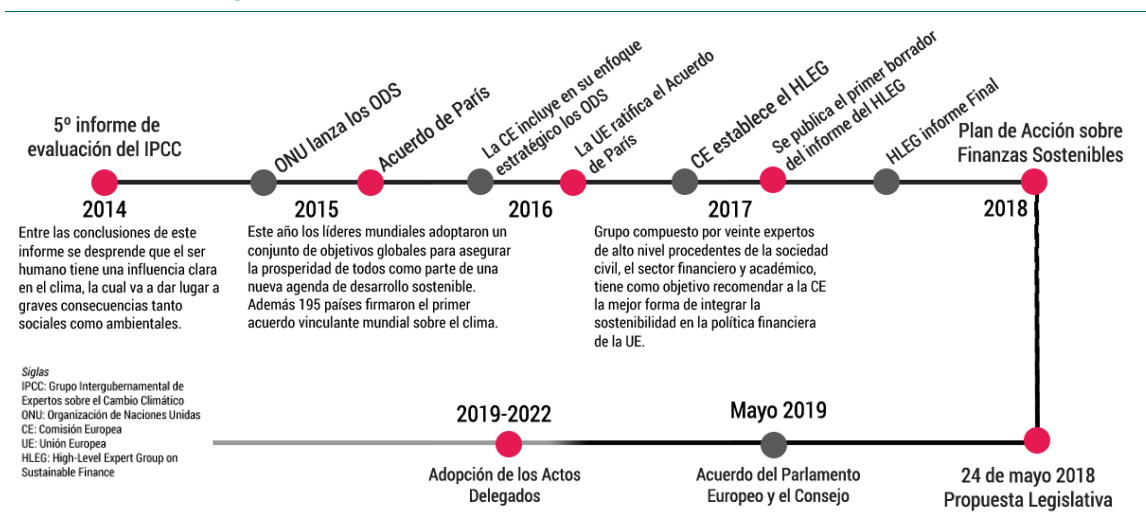 5º informe de
evaluación del IPCC
ONU lanza los ODS
Acuerdo de París
La CE incluye en su enfoque
estratégico los ODS
La UE ratifica el Acuerdo
de París
CE establece el HLEG
Se publica el primer borrador
del informe del HLEG
HLEG informe Final
Plan de Acción sobre
Finanzas Sostenibles
2014
2015
2016
2017
2018
Entre las conclusiones de este
informe se desprende que el ser
humano tiene una influencia clara
en el clima, la cual va a dar lugar a
graves consecuencias tanto
sociales como ambientales.
Este año los líderes mundiales adoptaron un
conjunto de objetivos globales para asegurar
la prosperidad de todos como parte de una
nueva agenda de desarrollo sostenible.
Además 195 países firmaron el primer
acuerdo vinculante mundial sobre el clima.
Grupo compuesto por veinte expertos
de alto nivel procedentes de la sociedad
civil, el sector financiero y académico,
tiene como objetivo recomendar a la CE
la mejor forma de integrar la
sostenibilidad en la política financiera
de la UE.
Siglas
IPCC: Grupo Intergubernamental de
Expertos sobre el Cambio Climático
ONU: Organización de Naciones Unidas
CE: Comisión Europea
UE: Unión Europea
HLEG: High-Level Expert Group on
Sustainable Finance
2019-2022
Adopción de los Actos
Delegados
Mayo 2019
Acuerdo del Parlamento
Europeo y el Consejo
24 de mayo 2018
Propuesta Legislativa